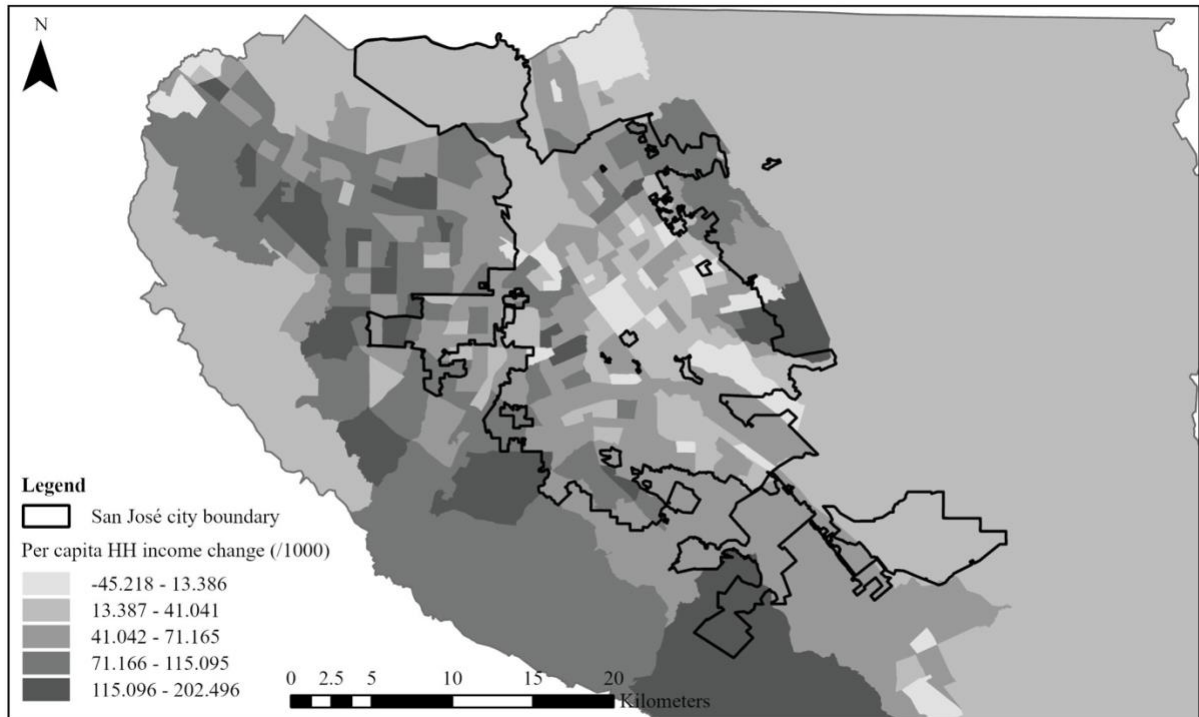 N
Legend
San José city boundary
Per capita HH income change (/1000)
-45.218 - 13.386
13.387 - 41.041
41.042 - 71.165
71.166 - 115.095
115.096 - 202.496
0 2.5 5 10 15 20
Kilometers